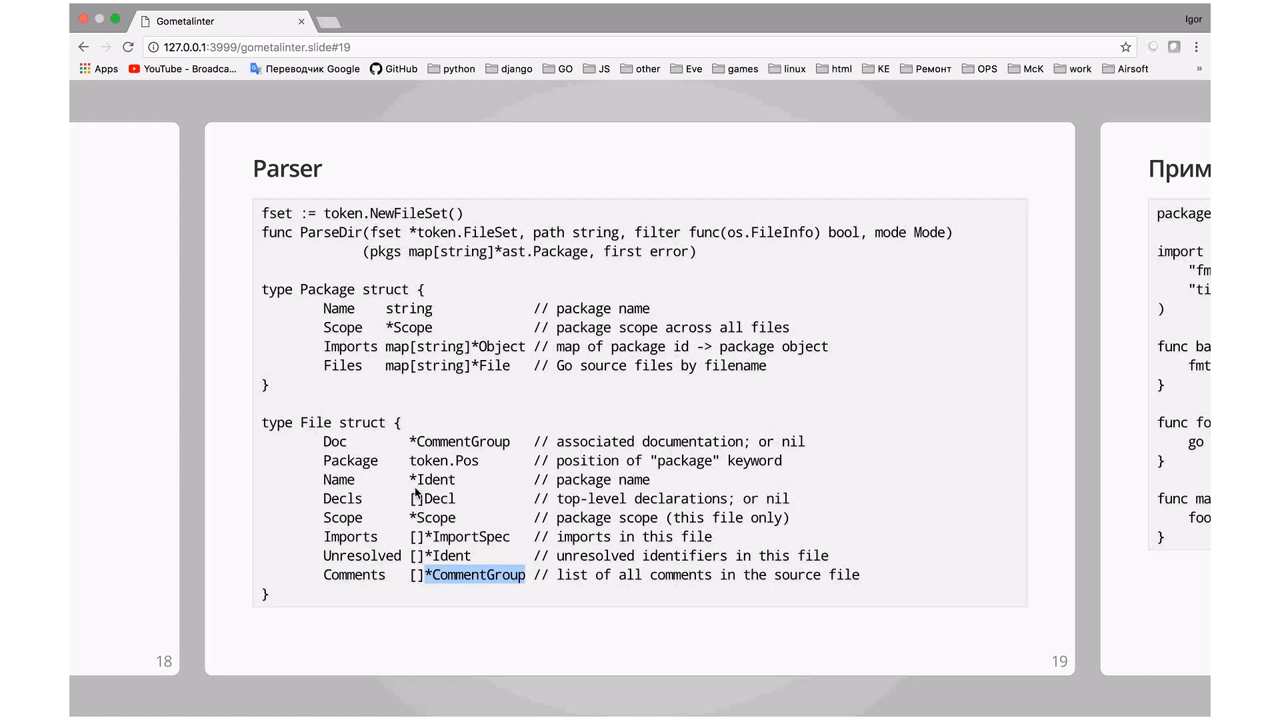 Gometalinter
Igor
127.0.0.1:3999/gometalinter.slide#19
Apps YouTube - Broadca... Переводчик Google GitHub python django GO JS other Eve games linux html KE Ремонт OPS McK work Airsoft »
Parser
fset := token.NewFileSet()
func ParseDir(fset *token.FileSet, path string, filter func(os.FileInfo) bool, mode Mode)
(pkgs map[string]*ast.Package, first error)
type Package struct {
Name string // package name
Scope *Scope // package scope across all files
Imports map[string]*Object // map of package id -> package object
Files map[string]*File // Go source files by filename
}
type File struct {
Doc *CommentGroup // associated documentation; or nil
Package token.Pos // position of "package" keyword
Name *Ident // package name
Decls []Decl // top-level declarations; or nil
Scope *Scope // package scope (this file only)
Imports []*ImportSpec // imports in this file
Unresolved []*Ident // unresolved identifiers in this file
Comments []*CommentGroup // list of all comments in the source file
}
18
19
Прим
package
import
"fm
"ti
)
func ba
fmt
}
func fo
go
}
func ma
foo
}